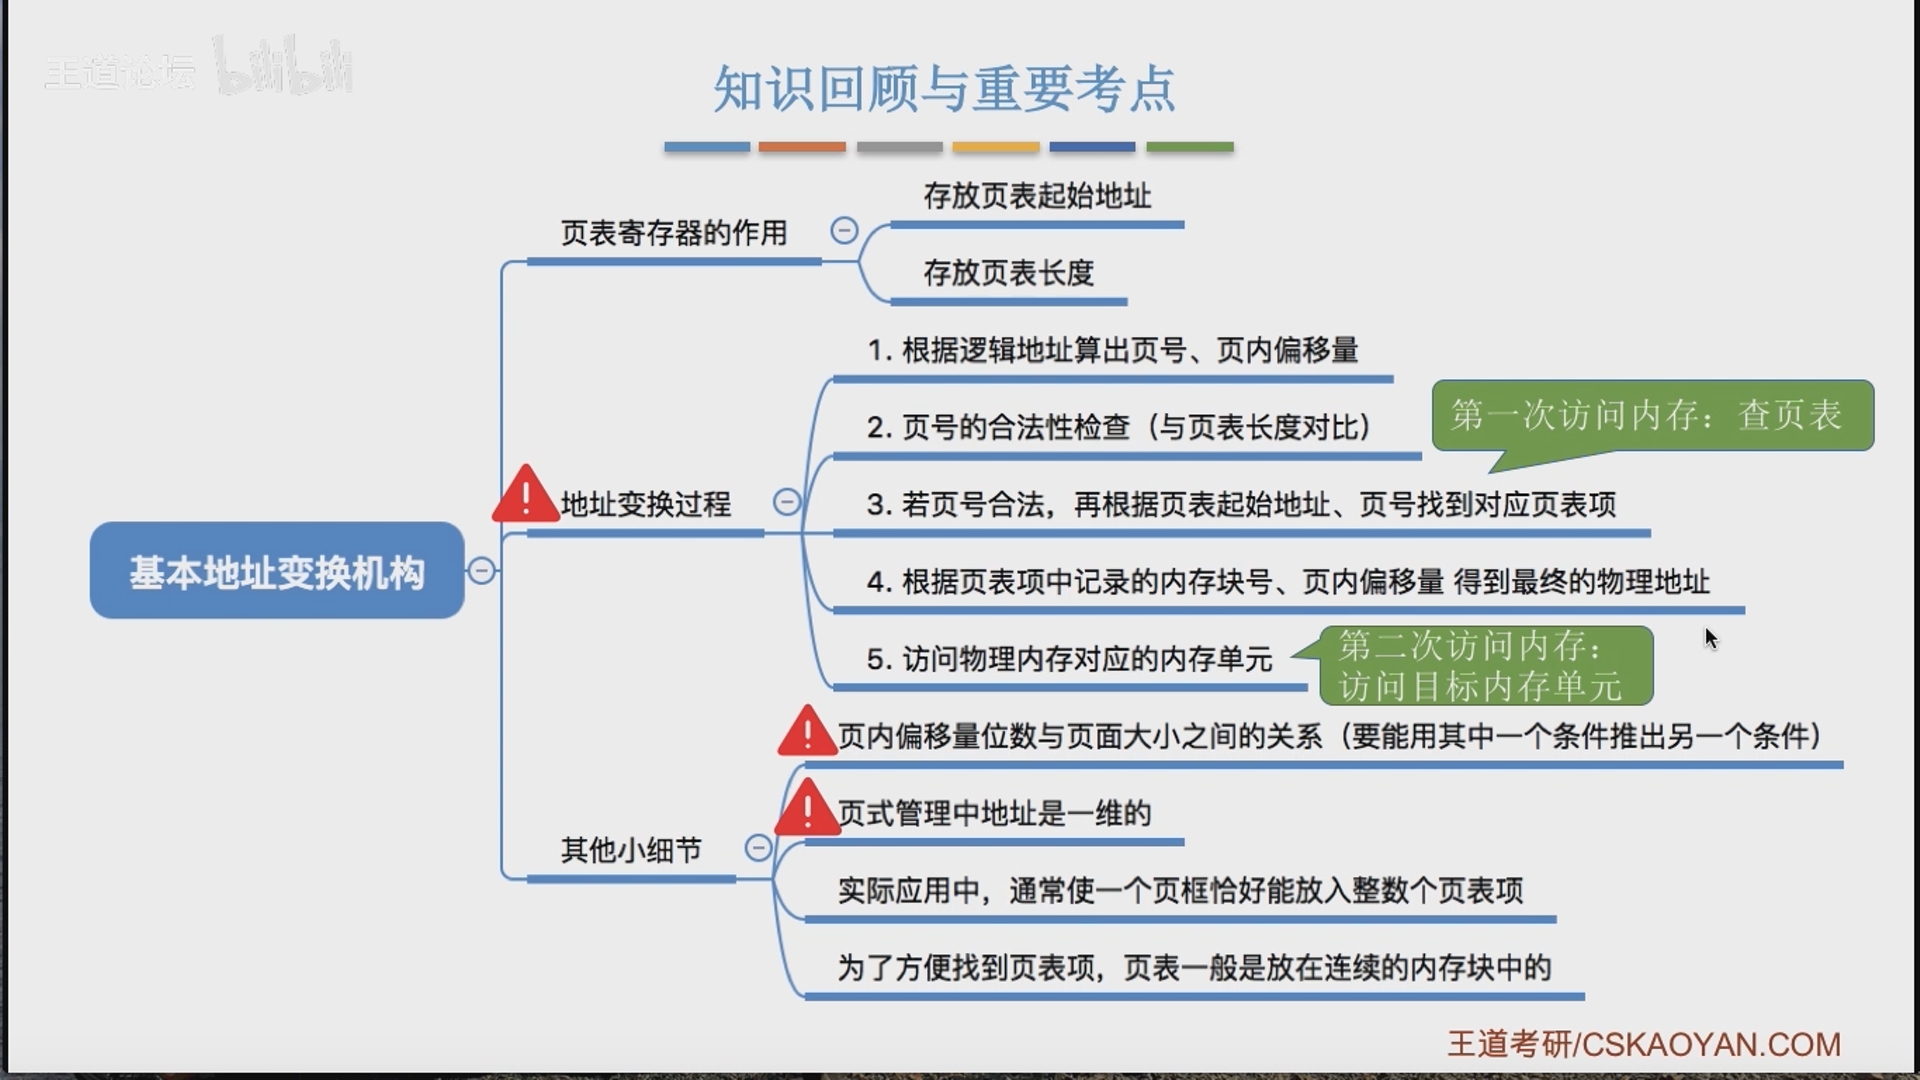 王道论坛 bilibili
知识回顾与重要考点
存放页表起始地址
页表寄存器的作用
存放页表长度
1. 根据逻辑地址算出页号、页内偏移量
2. 页号的合法性检查（与页表长度对比）
第一次访问内存：查页表
地址变换过程
3. 若页号合法，再根据页表起始地址、页号找到对应页表项
基本地址变换机构
4. 根据页表项中记录的内存块号、页内偏移量 得到最终的物理地址
5. 访问物理内存对应的内存单元
第二次访问内存：
访问目标内存单元
页内偏移量位数与页面大小之间的关系（要能用其中一个条件推出另一个条件）
页式管理中地址是一维的
其他小细节
实际应用中，通常使一个页框恰好能放入整数个页表项
为了方便找到页表项，页表一般是放在连续的内存块中的
王道考研/CSKAOYAN.COM